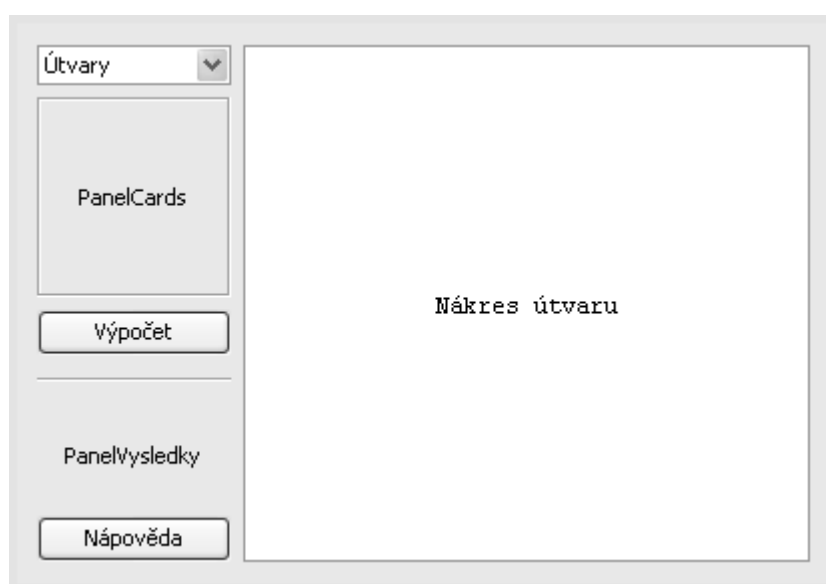 Útvary
PanelCards
Výpočet
PanelVysledky
Nápověda
Nákres útvaru